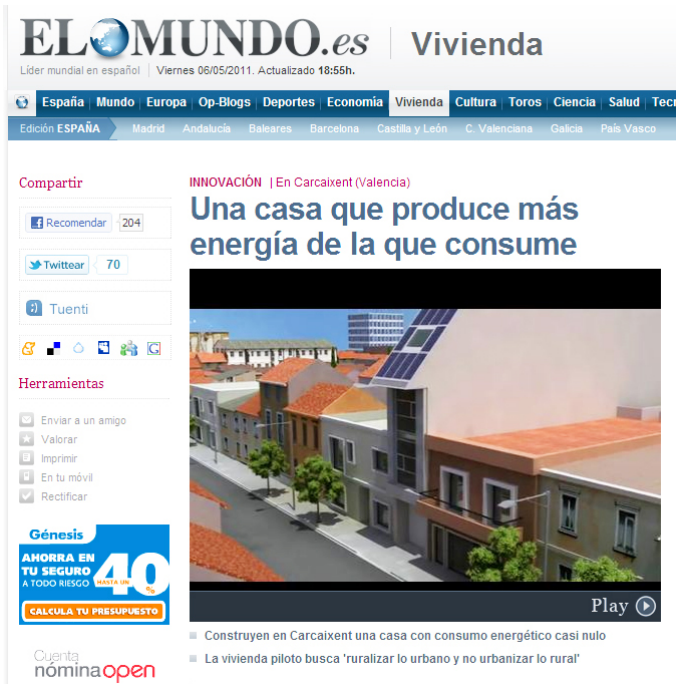 EL MUNDO.es
Vivienda
Líder mundial en español
Viernes 06/05/2011. Actualizado 18:55h.
España Mundo Europa Op-Blogs Deportes Economía Vivienda Cultura Toros Ciencia Salud Tecn
Edición ESPAÑA Madrid Andalucía Baleares Barcelona Castilla y León C. Valenciana Galicia País Vasco
Compartir
Recomendar 204
Twittear 70
Tuenti
Herramientas
Enviar a un amigo
Valorar
Imprimir
En tu móvil
Rectificar
Génesis
AHORRA EN
TU SEGURO
A TODO RIESGO
HASTA UN
40%
CALCULA TU PRESUPUESTO
Cuenta
nóminaopen
INNOVACIÓN | En Carcaixent (Valencia)
Una casa que produce más
energía de la que consume
Play
Construyen en Carcaixent una casa con consumo energético casi nulo
La vivienda piloto busca 'ruralizar lo urbano y no urbanizar lo rural'